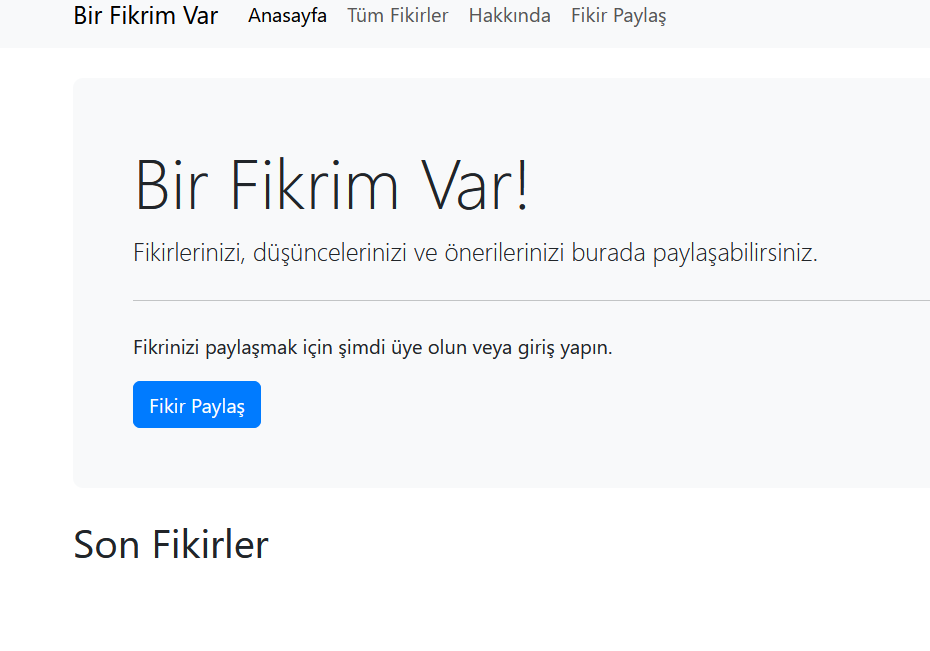 Bir Fikrim Var Anasayfa Tüm Fikirler Hakkında Fikir Paylaş
Bir Fikrim Var!
Fikirlerinizi, düşüncelerinizi ve önerilerinizi burada paylaşabilirsiniz.
Fikrinizi paylaşmak için şimdi üye olun veya giriş yapın.
Fikir Paylaş
Son Fikirler